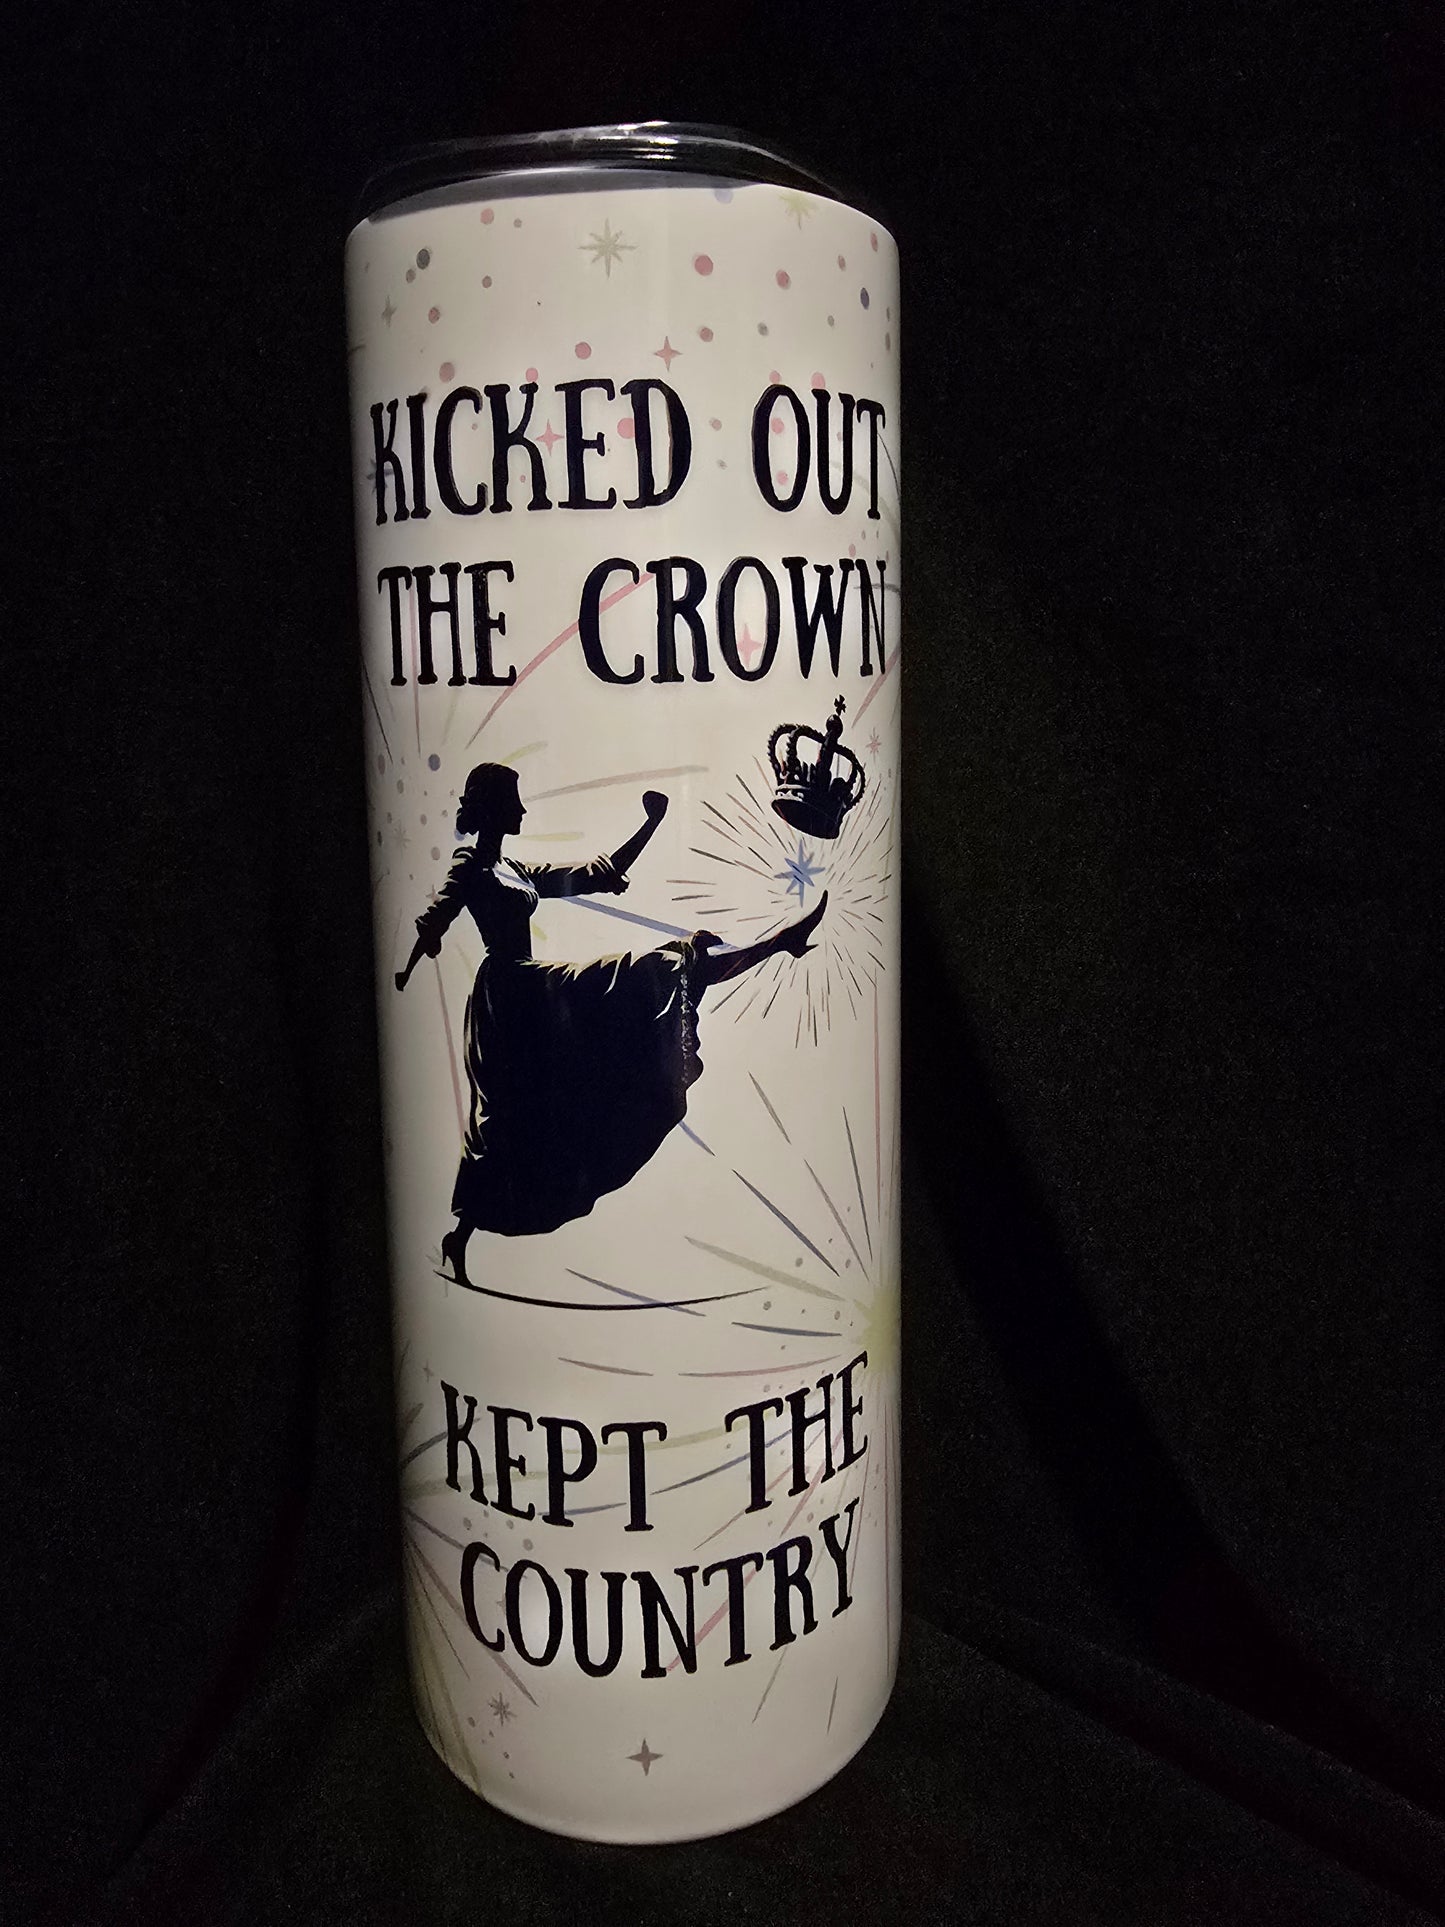 KICKED OUT
THE CROWN
KEPT THE
COUNTRY